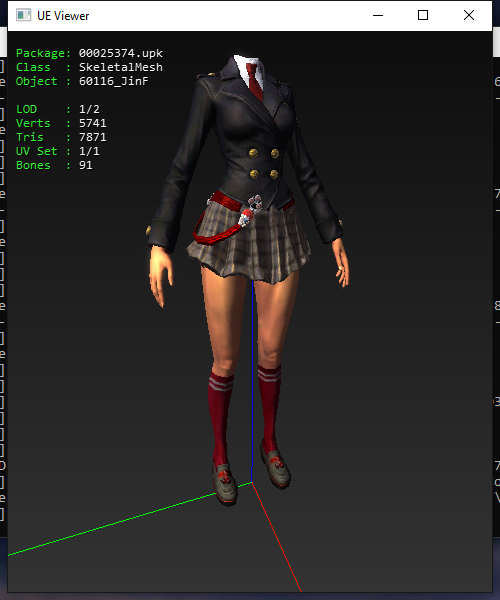 UE Viewer
Package: 00025374.upk
Class  : SkeletalMesh
Object : 60116_JinF
LOD    : 1/2
Verts  : 5741
Tris   : 7871
UV Set : 1/1
Bones  : 91